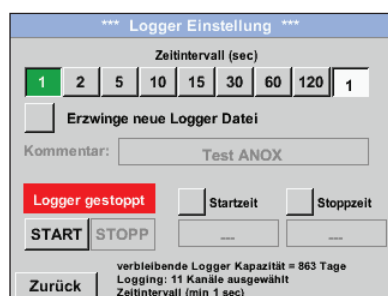 *** Logger Einstellung ***
Zeitintervall (sec)
1 2 5 10 15 30 60 120 1
Erzwinge neue Logger Datei
Kommentar: Test ANOX
Logger gestoppt Startzeit Stoppzeit
START STOPP --- ---
verbleibende Logger Kapazität = 863 Tage
Logging: 11 Kanäle ausgewählt
Zurück Zeitintervall (min 1 sec)